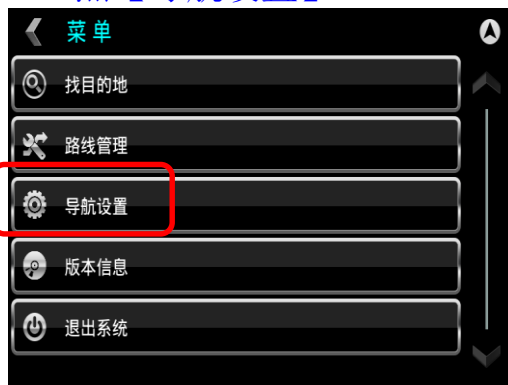 菜单
找目的地
路线管理
导航设置
版本信息
退出系统